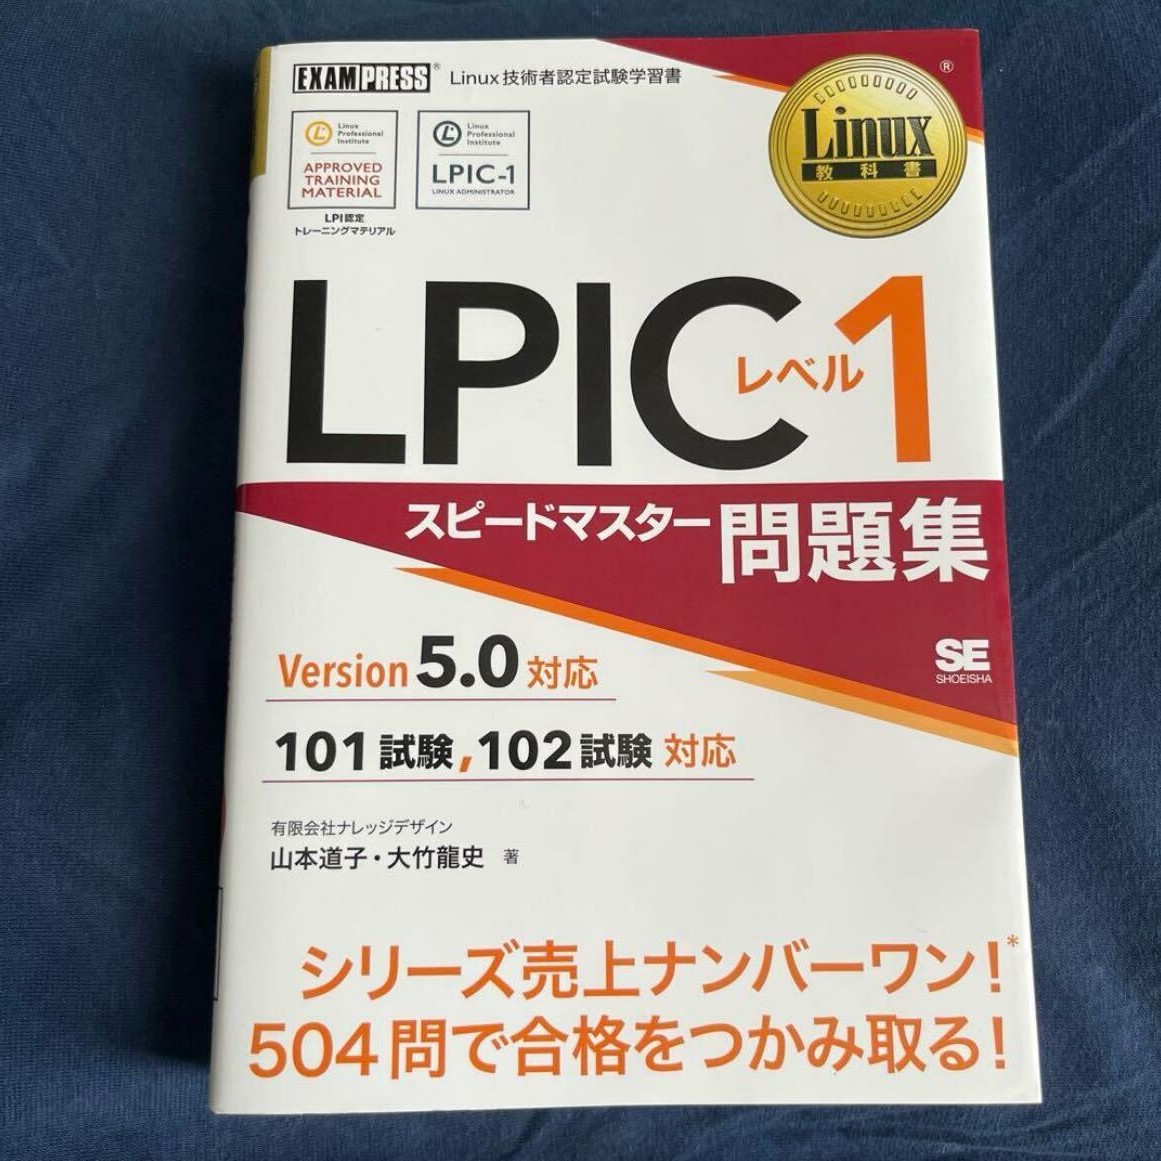 EXAMPRESS® Linux技術者認定試験学習書
Linux
Professional
Institute
APPROVED
TRAINING
MATERIAL
LPI認定
トレーニングマテリアル
Linux
Professional
Institute
LPIC-1
LINUX ADMINISTRATOR
Linux
教科書
®
LPIC レベル1
スピードマスター問題集
SE
SHOEISHA
Version 5.0 対応
101試験, 102試験 対応
有限会社ナレッジデザイン
山本道子・大竹龍史 著
シリーズ売上ナンバーワン!*
504問で合格をつかみ取る!